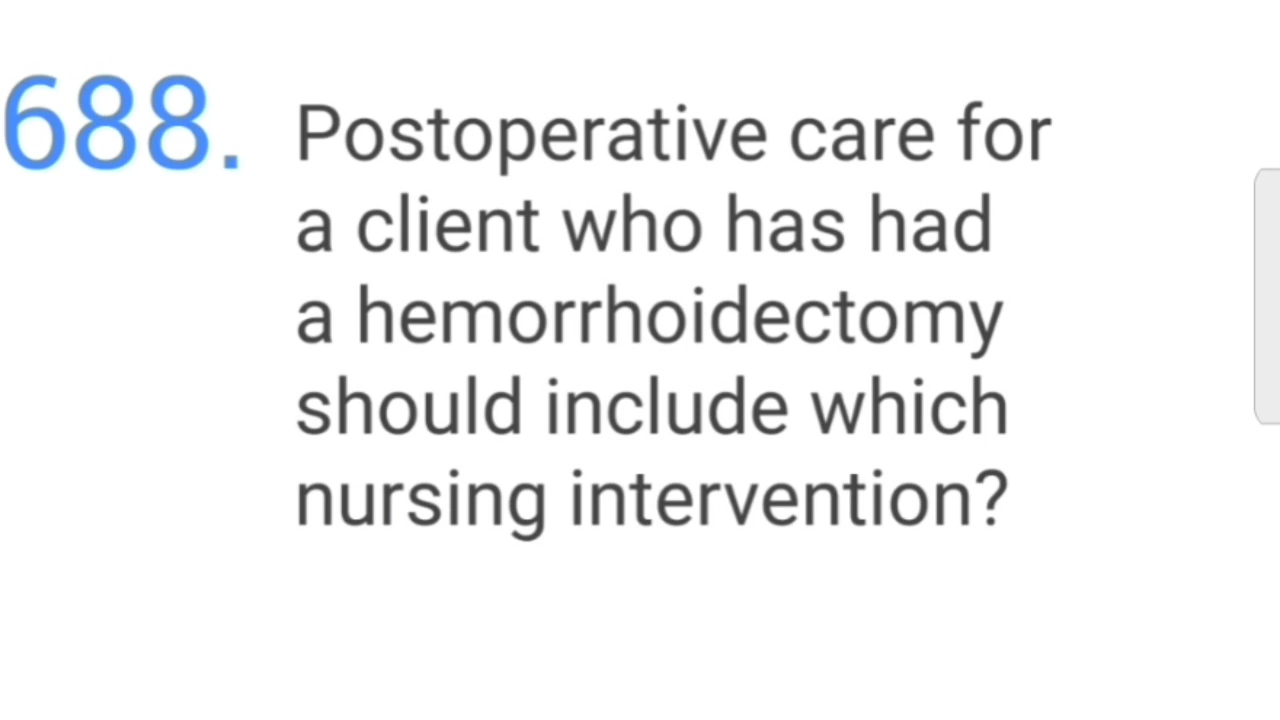 688. Postoperative care for
a client who has had
a hemorrhoidectomy
should include which
nursing intervention?